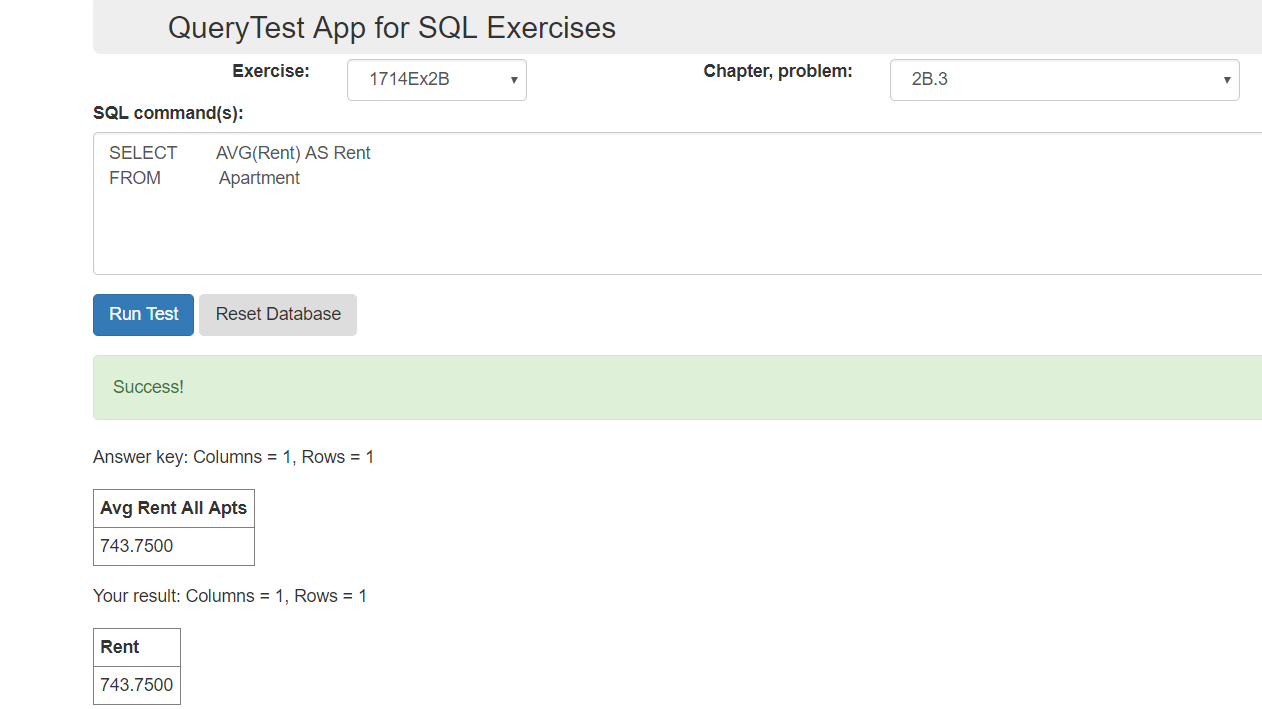 QueryTest App for SQL Exercises
Exercise: 1714Ex2B Chapter, problem: 2B.3
SQL command(s):
SELECT AVG(Rent) AS Rent
FROM Apartment
Run Test Reset Database
Success!
Answer key: Columns = 1, Rows = 1
Avg Rent All Apts
743.7500
Your result: Columns = 1, Rows = 1
Rent
743.7500